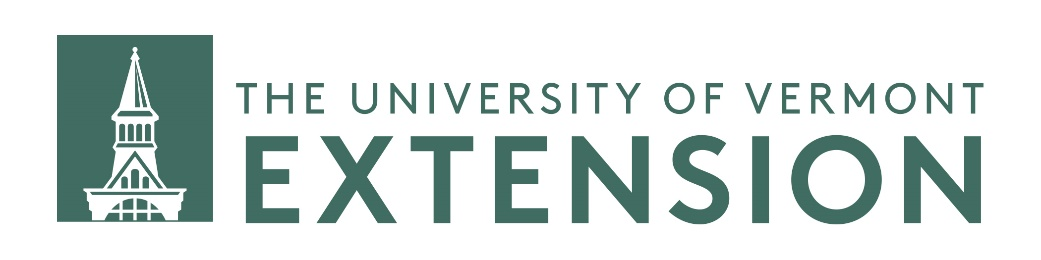 THE UNIVERSITY OF VERMONT
EXTENSION